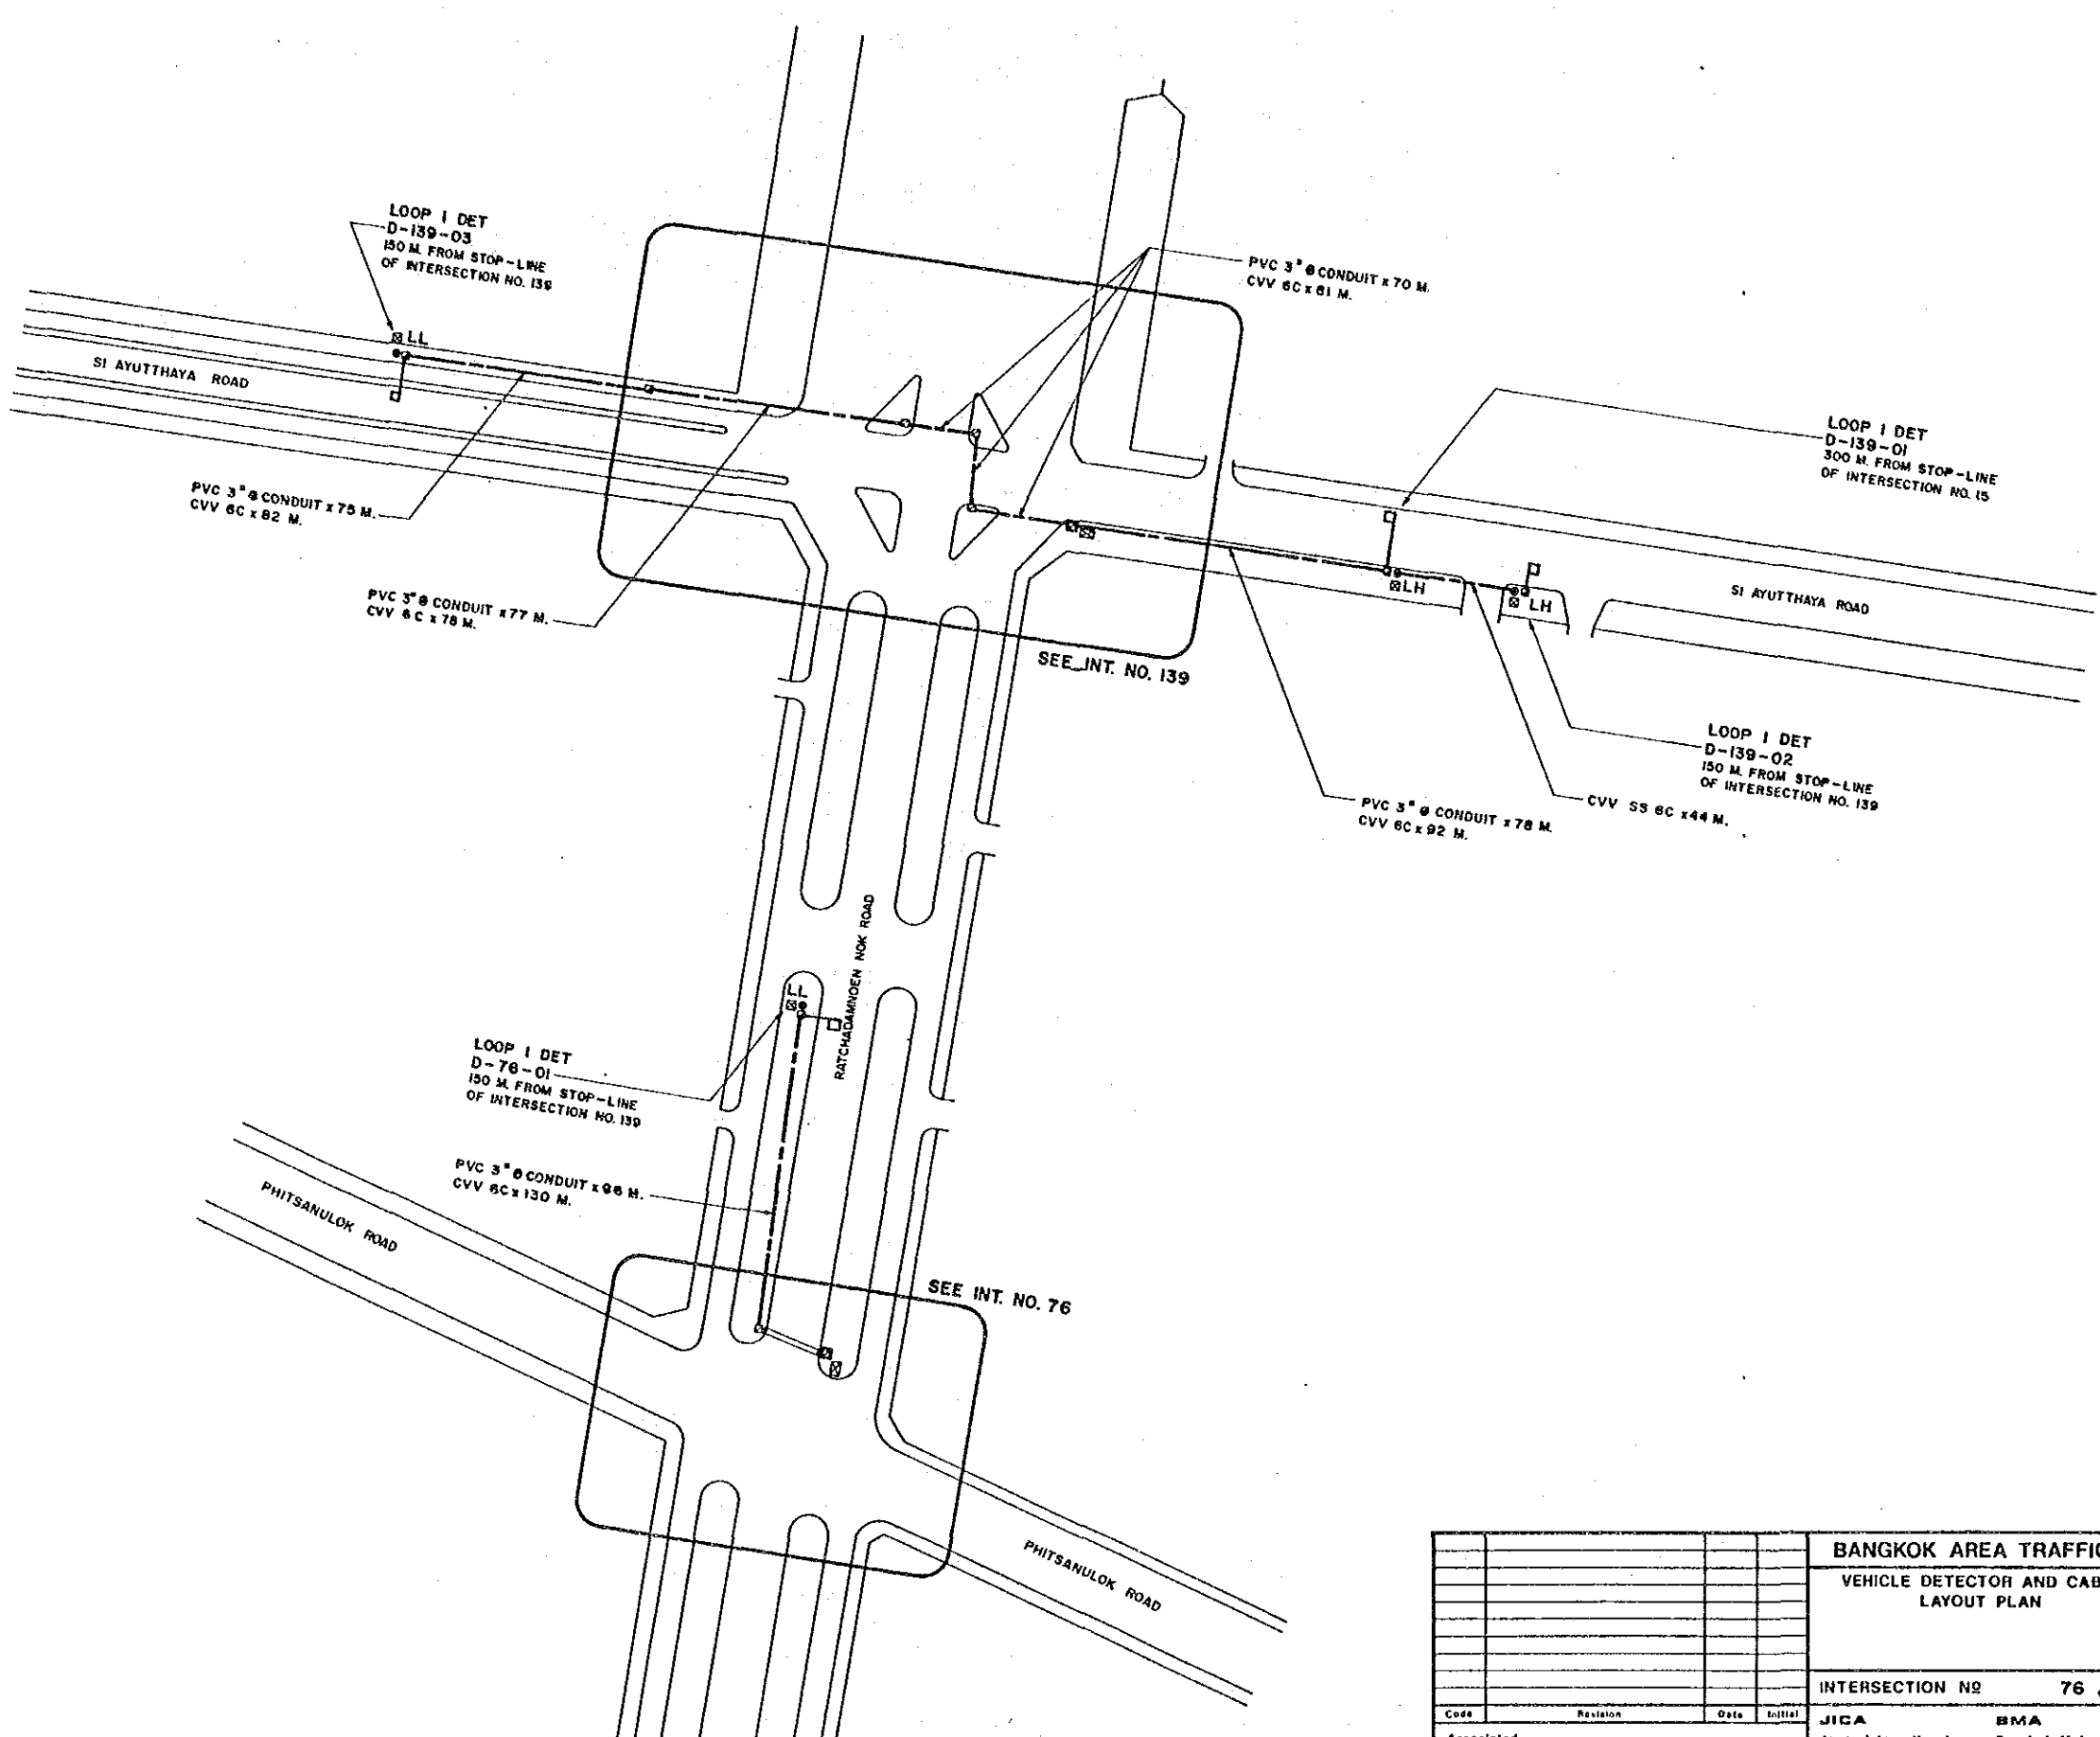 LOOP 1 DET
D-139-03
150 M. FROM STOP-LINE
OF INTERSECTION NO. 139
LL
SI AYUTTHAYA ROAD
PVC 3" Ø CONDUIT x 70 M.
CVV 6C x 81 M.
LOOP 1 DET
D-139-01
300 M. FROM STOP-LINE
OF INTERSECTION NO. 15
PVC 3" Ø CONDUIT x 75 M.
CVV 6C x 82 M.
PVC 3" Ø CONDUIT x 77 M.
CVV 6C x 78 M.
LH
LH
SI AYUTTHAYA ROAD
SEE INT. NO. 139
LOOP 1 DET
D-139-02
150 M. FROM STOP-LINE
OF INTERSECTION NO. 139
PVC 3" Ø CONDUIT x 78 M.
CVV 6C x 92 M.
CVV SS 6C x 44 M.
RATCHADAMNOEN NOK ROAD
LL
LOOP 1 DET
D-76-01
150 M. FROM STOP-LINE
OF INTERSECTION NO. 139
PVC 3" Ø CONDUIT x 96 M.
CVV 6C x 130 M.
PHITSANULOK ROAD
SEE INT. NO. 76
PHITSANULOK ROAD
BANGKOK AREA TRAFFIC
VEHICLE DETECTOR AND CAB
LAYOUT PLAN
INTERSECTION Nº 76
Code Revision Date Initial
JICA BMA